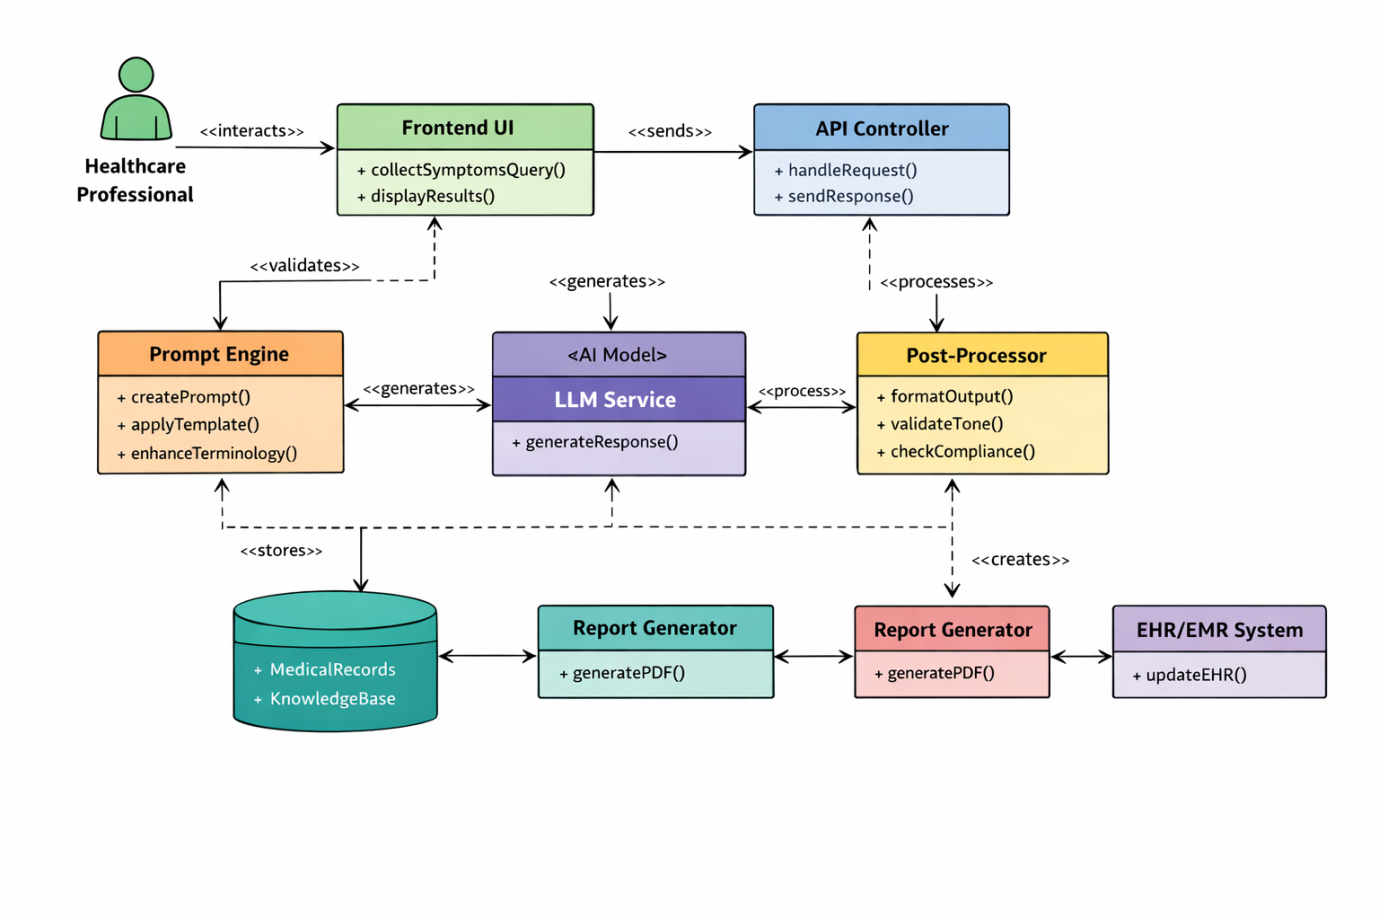 <<interacts>>
Healthcare
Professional
Frontend UI
+ collectSymptomsQuery()
+ displayResults()
<<sends>>
API Controller
+ handleRequest()
+ sendResponse()
<<validates>>
<<generates>>
<<processes>>
Prompt Engine
+ createPrompt()
+ applyTemplate()
+ enhanceTerminology()
<<generates>>
<AI Model>
LLM Service
+ generateResponse()
<<process>>
Post-Processor
+ formatOutput()
+ validateTone()
+ checkCompliance()
<<stores>>
<<creates>>
+ MedicalRecords
+ KnowledgeBase
Report Generator
+ generatePDF()
Report Generator
+ generatePDF()
EHR/EMR System
+ updateEHR()